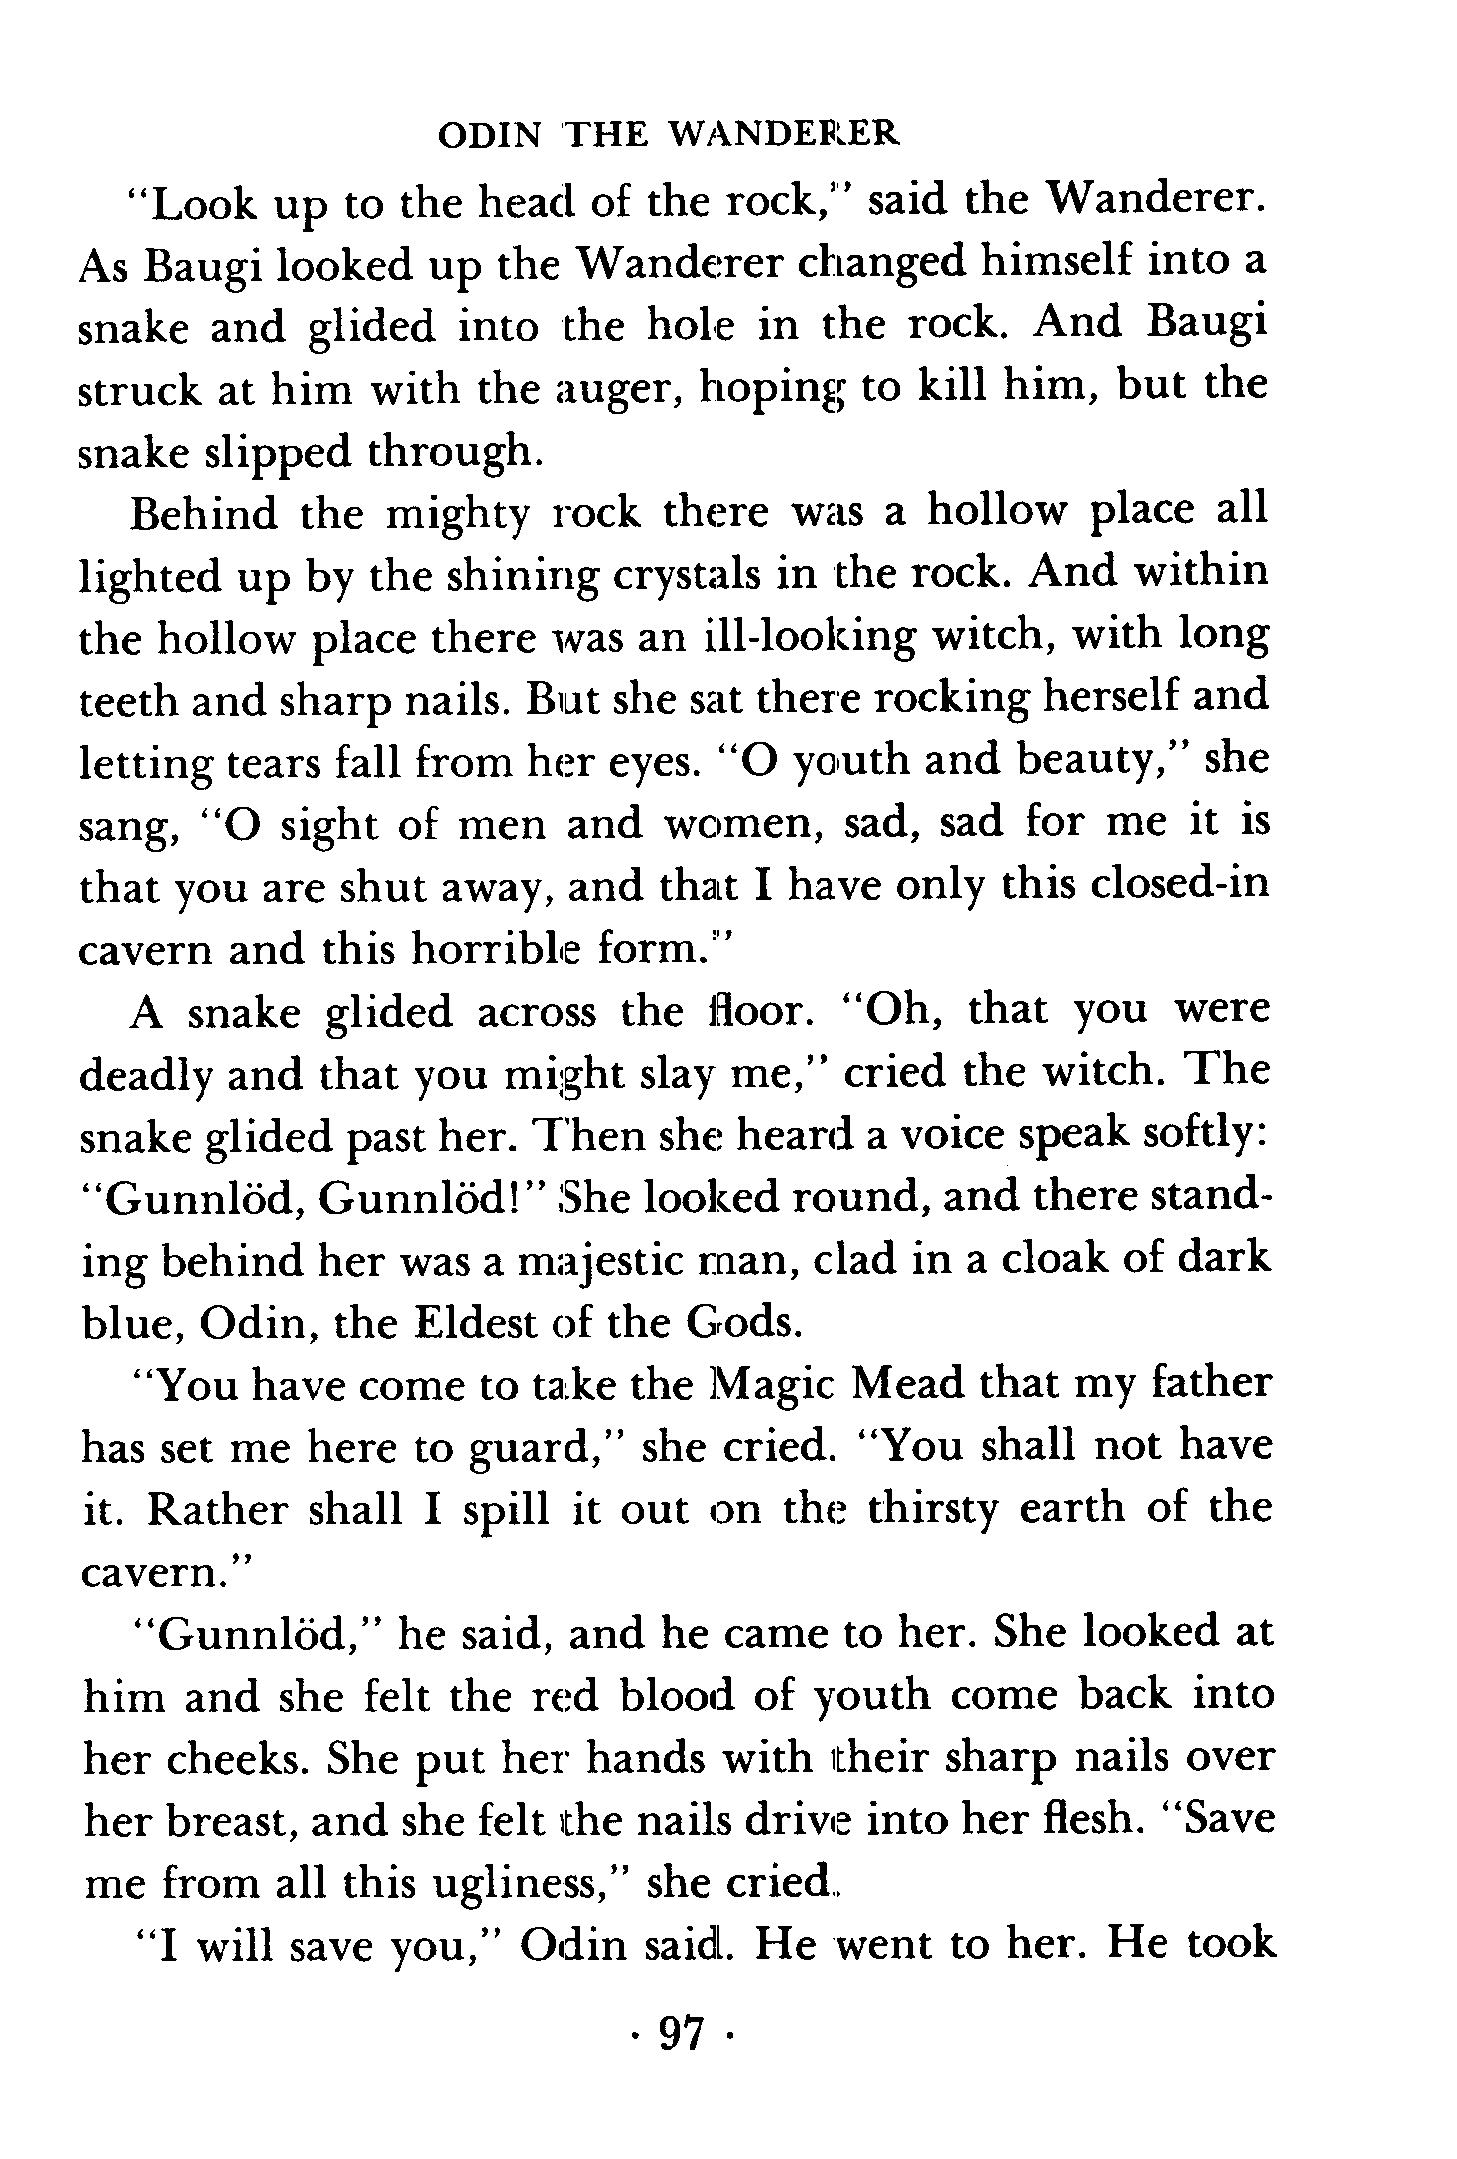 ODIN THE WANDERER
“Look up to the head of the rock,” said the Wanderer.
As Baugi looked up the Wanderer changed himself into a
snake and glided into the hole in the rock. And Baugi
struck at him with the auger, hoping to kill him, but the
snake slipped through.
Behind the mighty rock there was a hollow place all
lighted up by the shining crystals in the rock. And within
the hollow place there was an ill-looking witch, with long
teeth and sharp nails. But she sat there rocking herself and
letting tears fall from her eyes. “O youth and beauty,” she
sang, “O sight of men and women, sad, sad for me it is
that you are shut away, and that I have only this closed-in
cavern and this horrible form.”
A snake glided across the floor. “Oh, that you were
deadly and that you might slay me,” cried the witch. The
snake glided past her. Then she heard a voice speak softly:
“Gunnlöd, Gunnlöd!” She looked round, and there stand-
ing behind her was a majestic man, clad in a cloak of dark
blue, Odin, the Eldest of the Gods.
“You have come to take the Magic Mead that my father
has set me here to guard,” she cried. “You shall not have
it. Rather shall I spill it out on the thirsty earth of the
cavern.”
“Gunnlöd,” he said, and he came to her. She looked at
him and she felt the red blood of youth come back into
her cheeks. She put her hands with their sharp nails over
her breast, and she felt the nails drive into her flesh. “Save
me from all this ugliness,” she cried.
“I will save you,” Odin said. He went to her. He took
· 97 ·